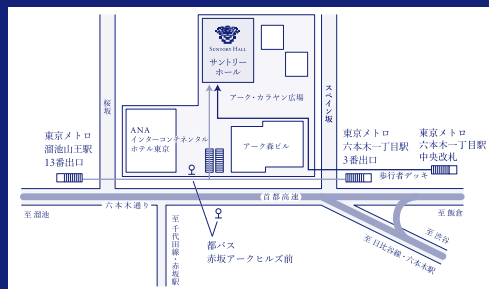 SUNTORY HALL
サントリー
ホール
アーク・カラヤン広場
桜坂
スペイン坂
ANA
インターコンチネンタル
ホテル東京
アーク森ビル
東京メトロ
溜池山王駅
13番出口
東京メトロ
六本木一丁目駅
3番出口
東京メトロ
六本木一丁目駅
中央改札
歩行者デッキ
首都高速
六本木通り
至 溜池
至 飯倉
至 渋谷
至 日比谷線・六本木駅
至 千代田線・赤坂駅
都バス
赤坂アークヒルズ前